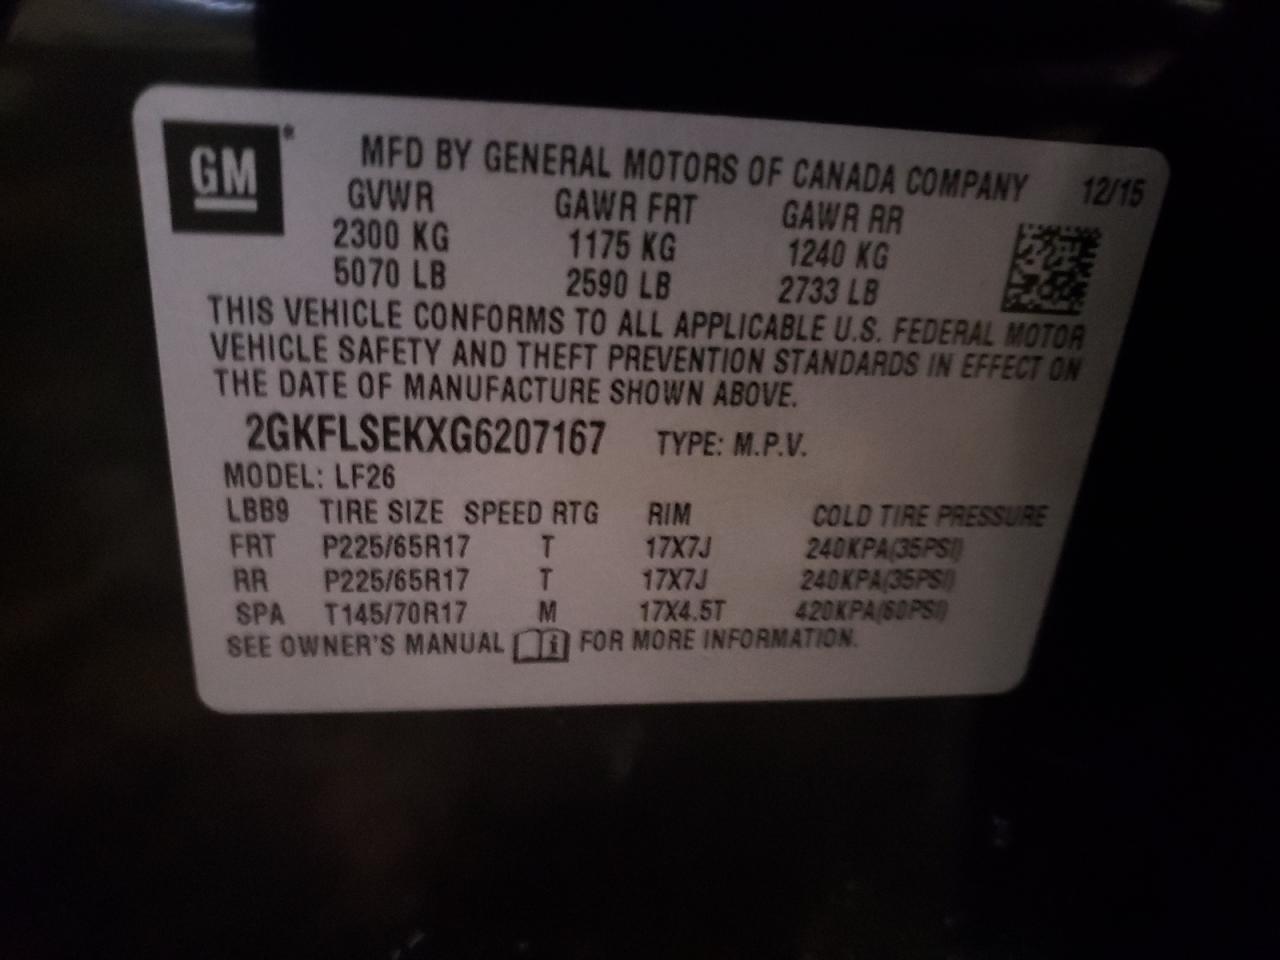 GM®
MFD BY GENERAL MOTORS OF CANADA COMPANY 12/15
GVWR GAWR FRT GAWR RR
2300 KG 1175 KG 1240 KG
5070 LB 2590 LB 2733 LB
THIS VEHICLE CONFORMS TO ALL APPLICABLE U.S. FEDERAL MOTOR
VEHICLE SAFETY AND THEFT PREVENTION STANDARDS IN EFFECT ON
THE DATE OF MANUFACTURE SHOWN ABOVE.
2GKFLSEKXG6207167 TYPE: M.P.V.
MODEL: LF26
LBB9 TIRE SIZE SPEED RTG RIM COLD TIRE PRESSURE
FRT P225/65R17 T 17X7J 240KPA(35PSI)
RR P225/65R17 T 17X7J 240KPA(35PSI)
SPA T145/70R17 M 17X4.5T 420KPA(60PSI)
SEE OWNER'S MANUAL i FOR MORE INFORMATION.